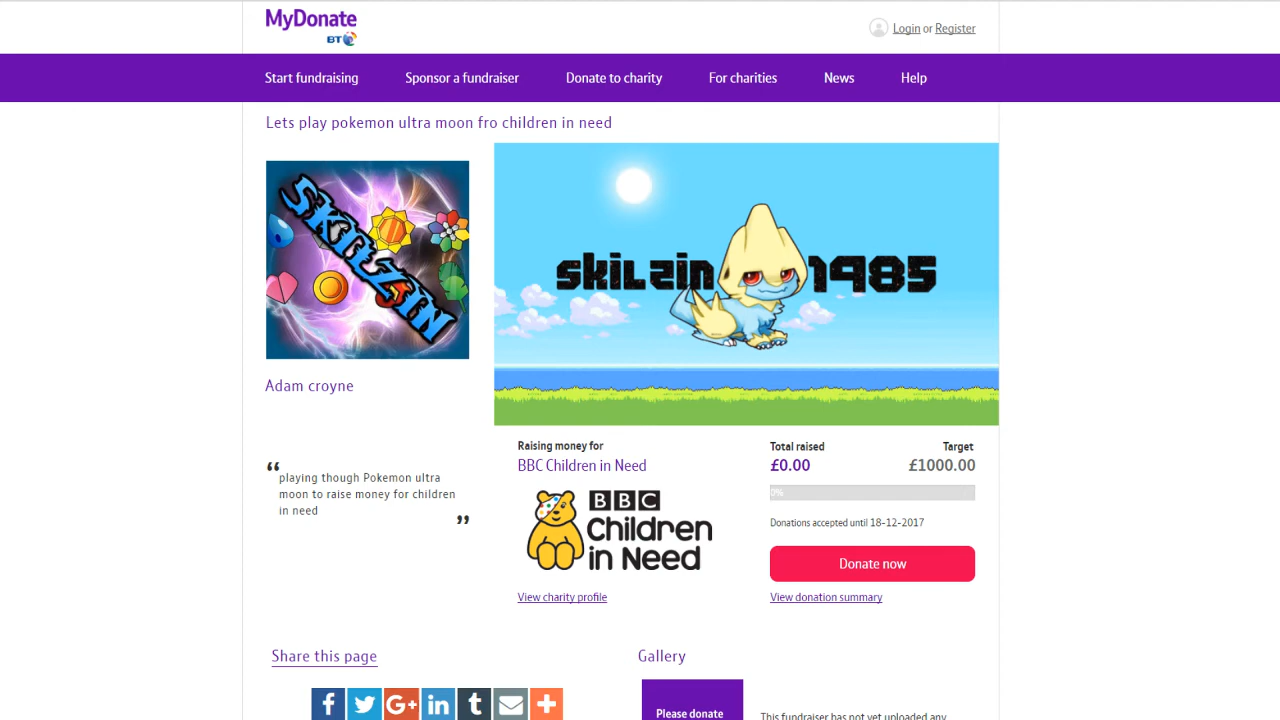 MyDonate
BT
Login or Register
Start fundraising
Sponsor a fundraiser
Donate to charity
For charities
News
Help
Lets play pokemon ultra moon fro children in need
SKILZIN
skilzin 1985
Adam croyne
“ playing though Pokemon ultra
moon to raise money for children
in need ”
Raising money for
BBC Children in Need
BBC
Children
in Need
View charity profile
Total raised
Target
£0.00
£1000.00
0%
Donations accepted until 18-12-2017
Donate now
View donation summary
Share this page
f
G+
in
t
Gallery
Please donate
This fundraiser has not yet uploaded any